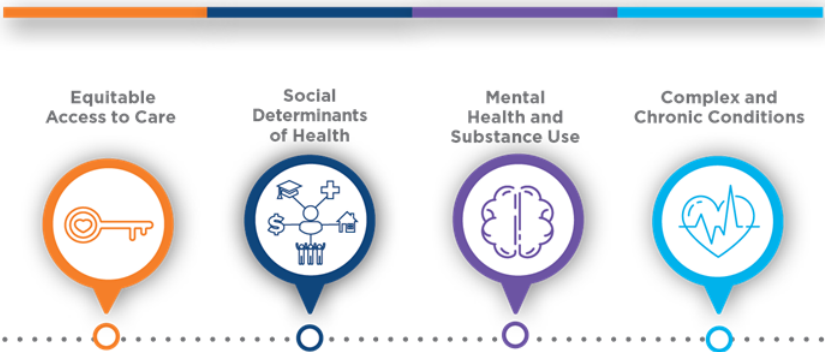 Equitable
Access to Care
Social
Determinants
of Health
Mental
Health and
Substance Use
Complex and
Chronic Conditions
$